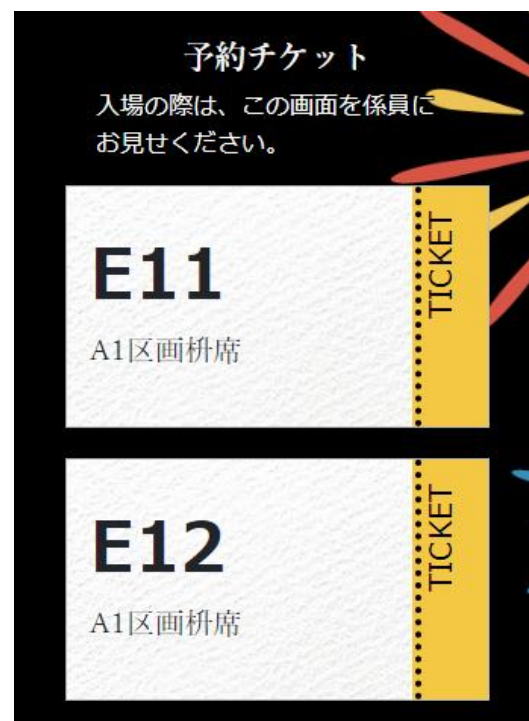 予約チケット
入場の際は、この画面を係員に
お見せください。
E11
A1区画枡席
TICKET
E12
A1区画枡席
TICKET